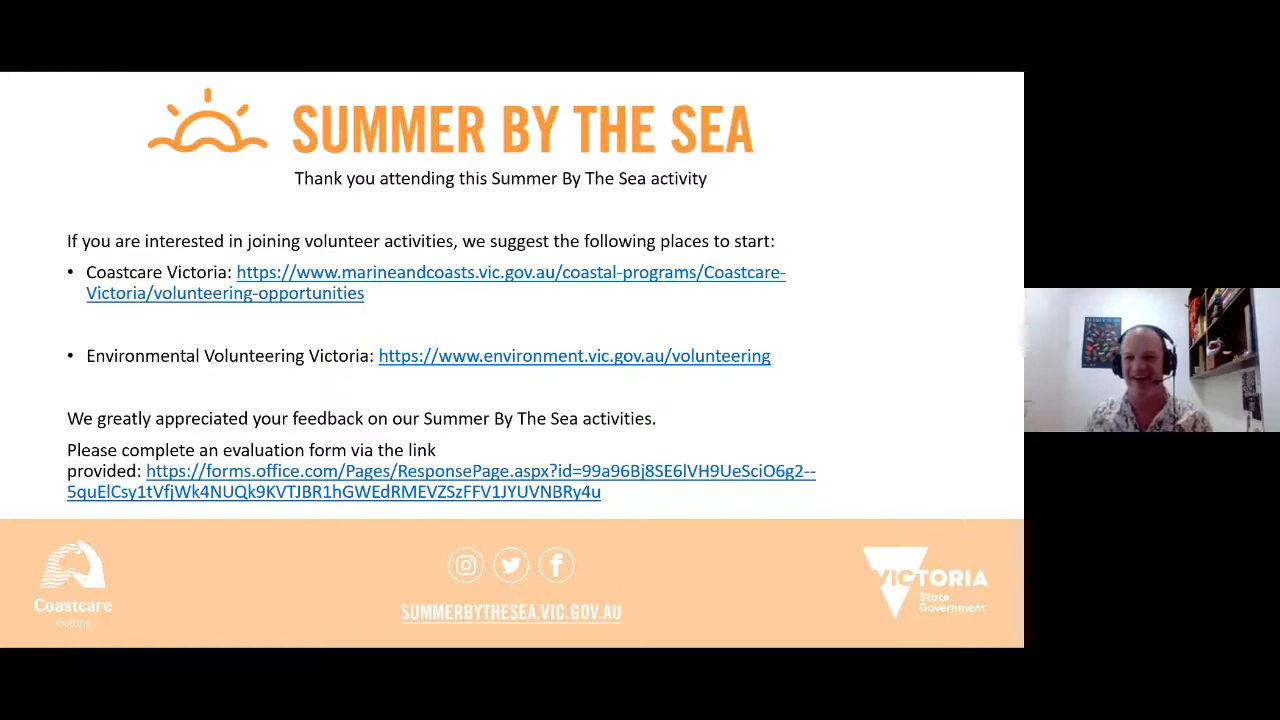 SUMMER BY THE SEA
Thank you attending this Summer By The Sea activity
If you are interested in joining volunteer activities, we suggest the following places to start:
• Coastcare Victoria: https://www.marineandcoasts.vic.gov.au/coastal-programs/Coastcare-
Victoria/volunteering-opportunities
• Environmental Volunteering Victoria: https://www.environment.vic.gov.au/volunteering
We greatly appreciated your feedback on our Summer By The Sea activities.
Please complete an evaluation form via the link
provided: https://forms.office.com/Pages/ResponsePage.aspx?id=99a96Bj8SE6lVH9UeSciO6g2--
5quElCsy1tVfjWk4NUQk9KVTJBR1hGWEdRMEVZSzFFV1JYUVNBRy4u
Coastcare
Victoria
SUMMERBYTHESEA.VIC.GOV.AU
VICTORIA
State
Government